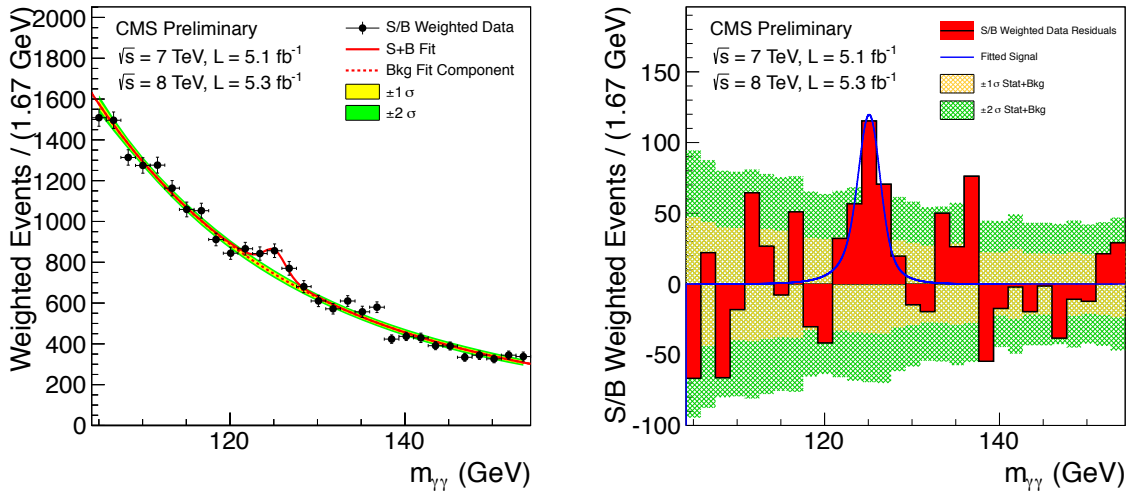 CMS Preliminary
√s = 7 TeV, L = 5.1 fb⁻¹
√s = 8 TeV, L = 5.3 fb⁻¹
S/B Weighted Data
S+B Fit
Bkg Fit Component
±1 σ
±2 σ
Weighted Events / (1.67 GeV)
2000
1800
1600
1400
1200
1000
800
600
400
200
0
120
140
m_γγ (GeV)
CMS Preliminary
√s = 7 TeV, L = 5.1 fb⁻¹
√s = 8 TeV, L = 5.3 fb⁻¹
S/B Weighted Data Residuals
Fitted Signal
±1 σ Stat+Bkg
±2 σ Stat+Bkg
S/B Weighted Events / (1.67 GeV)
150
100
50
0
-50
-100
120
140
m_γγ (GeV)